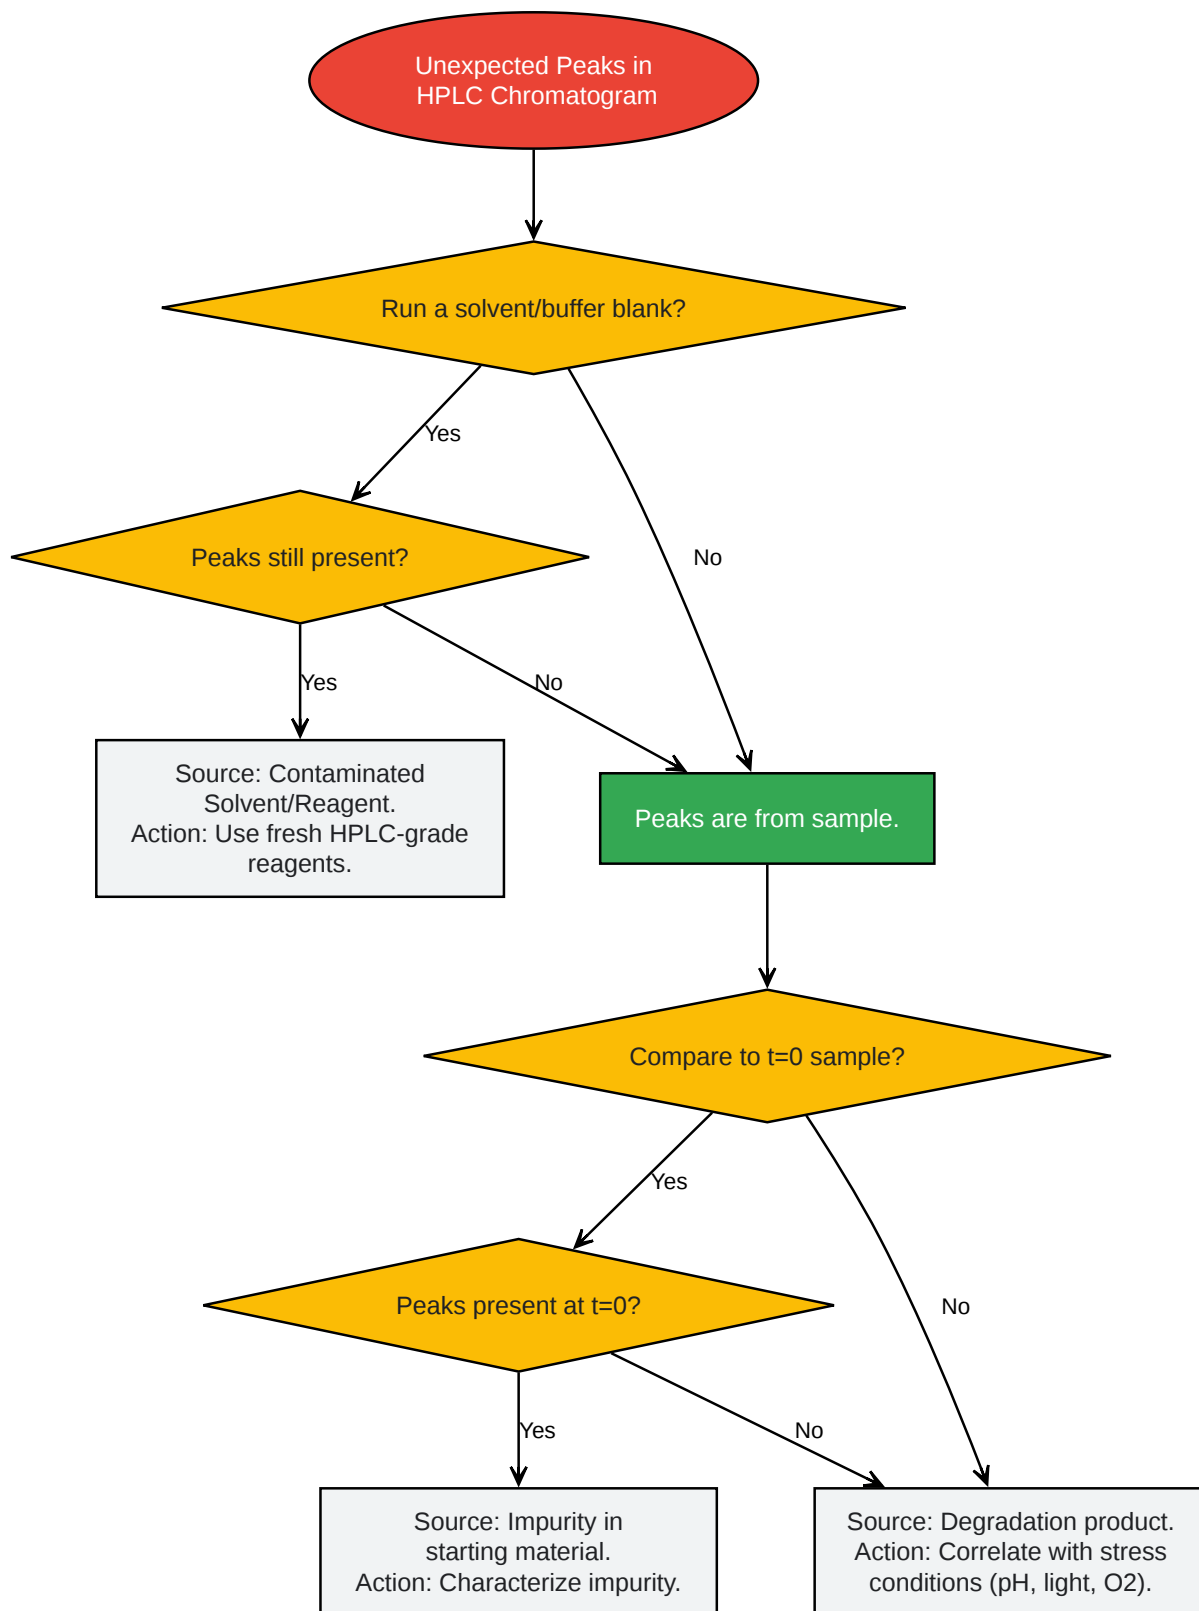 Unexpected Peaks in
HPLC Chromatogram
Run a solvent/buffer blank?
Yes
No
Peaks still present?
Yes
No
Source: Contaminated
Solvent/Reagent.
Action: Use fresh HPLC-grade
reagents.
Peaks are from sample.
Compare to t=0 sample?
Yes
No
Peaks present at t=0?
Yes
No
Source: Impurity in
starting material.
Action: Characterize impurity.
Source: Degradation product.
Action: Correlate with stress
conditions (pH, light, O2).